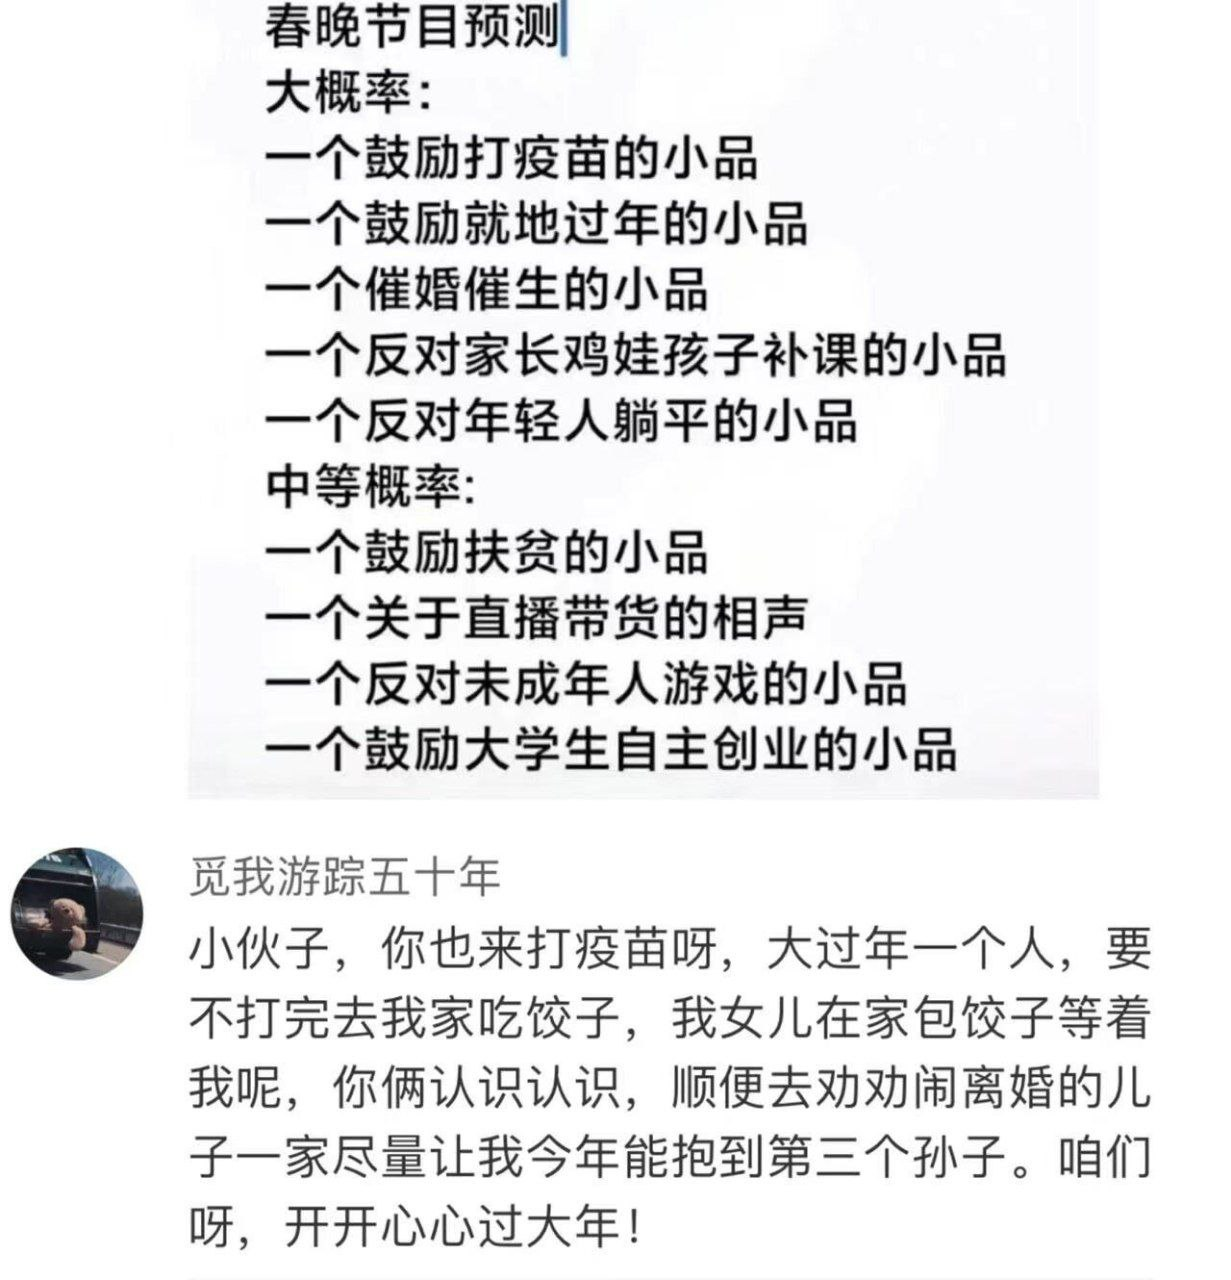 春晚节目预测
大概率：
一个鼓励打疫苗的小品
一个鼓励就地过年的小品
一个催婚催生的小品
一个反对家长鸡娃孩子补课的小品
一个反对年轻人躺平的小品
中等概率:
一个鼓励扶贫的小品
一个关于直播带货的相声
一个反对未成年人游戏的小品
一个鼓励大学生自主创业的小品
觅我游踪五十年
小伙子，你也来打疫苗呀，大过年一个人，要
不打完去我家吃饺子，我女儿在家包饺子等着
我呢，你俩认识认识，顺便去劝劝闹离婚的儿
子一家尽量让我今年能抱到第三个孙子。咱们
呀，开开心心过大年！